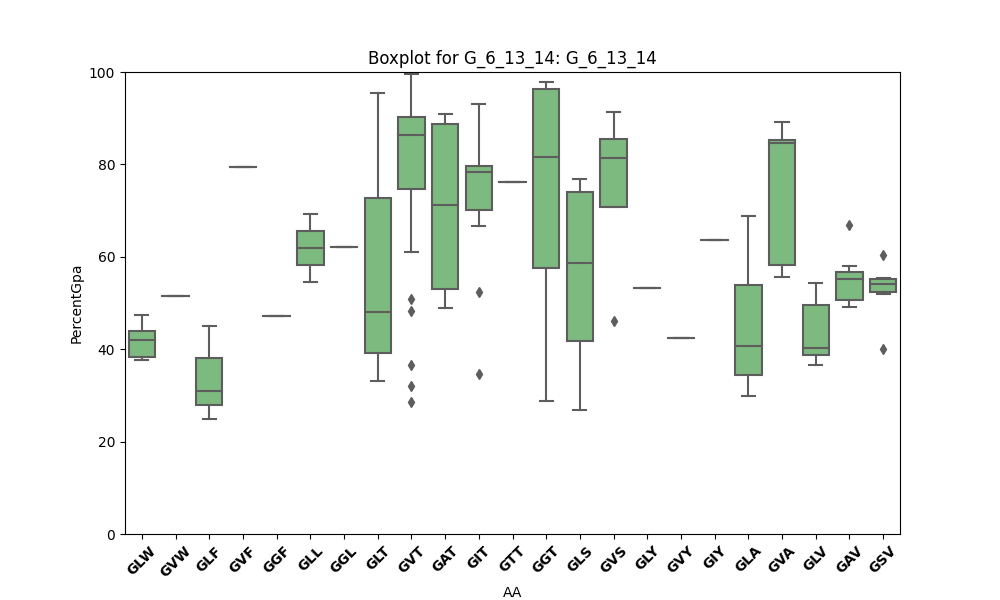 Boxplot for G_6_13_14: G_6_13_14
100
80
60
40
20
0
PercentGpa
GLW GVW GLF GVF GGF GLL GGL GLT GVT GAT GIT GTT GGT GLS GVS GLY GVY GIY GLA GVA GLV GAV GSV
AA